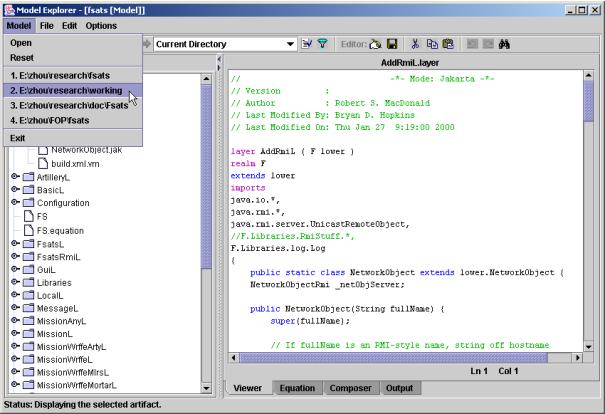 Model Explorer - [fsats [Model]]
Model File Edit Options
Open
Reset
1. E:\zhou\research\fsats
2. E:\zhou\research\working
3. E:\zhou\research\doc\Fsats
4. E:\zhou\FOP\fsats
Exit
Current Directory
Editor:
NetworkObject.jak
build.xml.vm
ArtilleryL
BasicL
Configuration
FS
FS.equation
FsatsL
FsatsRmiL
GuiL
Libraries
LocalL
MessageL
MissionAnyL
MissionL
MissionWrffeArtyL
MissionWrffeL
MissionWrffeMlrsL
MissionWrffeMortarL
AddRmiL.layer
// -*- Mode: Jakarta -*-
// Version :
// Author : Robert S. MacDonald
// Last Modified By: Bryan D. Hopkins
// Last Modified On: Thu Jan 27 9:19:00 2000
layer AddRmiL ( F lower )
realm F
extends lower
imports
java.io.*,
java.rmi.*,
java.rmi.server.UnicastRemoteObject,
//F.Libraries.RmiStuff.*,
F.Libraries.log.Log
{
public static class NetworkObject extends lower.NetworkObject {
NetworkObjectRmi _netObjServer;
public NetworkObject(String fullName) {
super(fullName);
// If fullName is an RMI-style name, string off hostname
Ln 1 Col 1
Viewer Equation Composer Output
Status: Displaying the selected artifact.